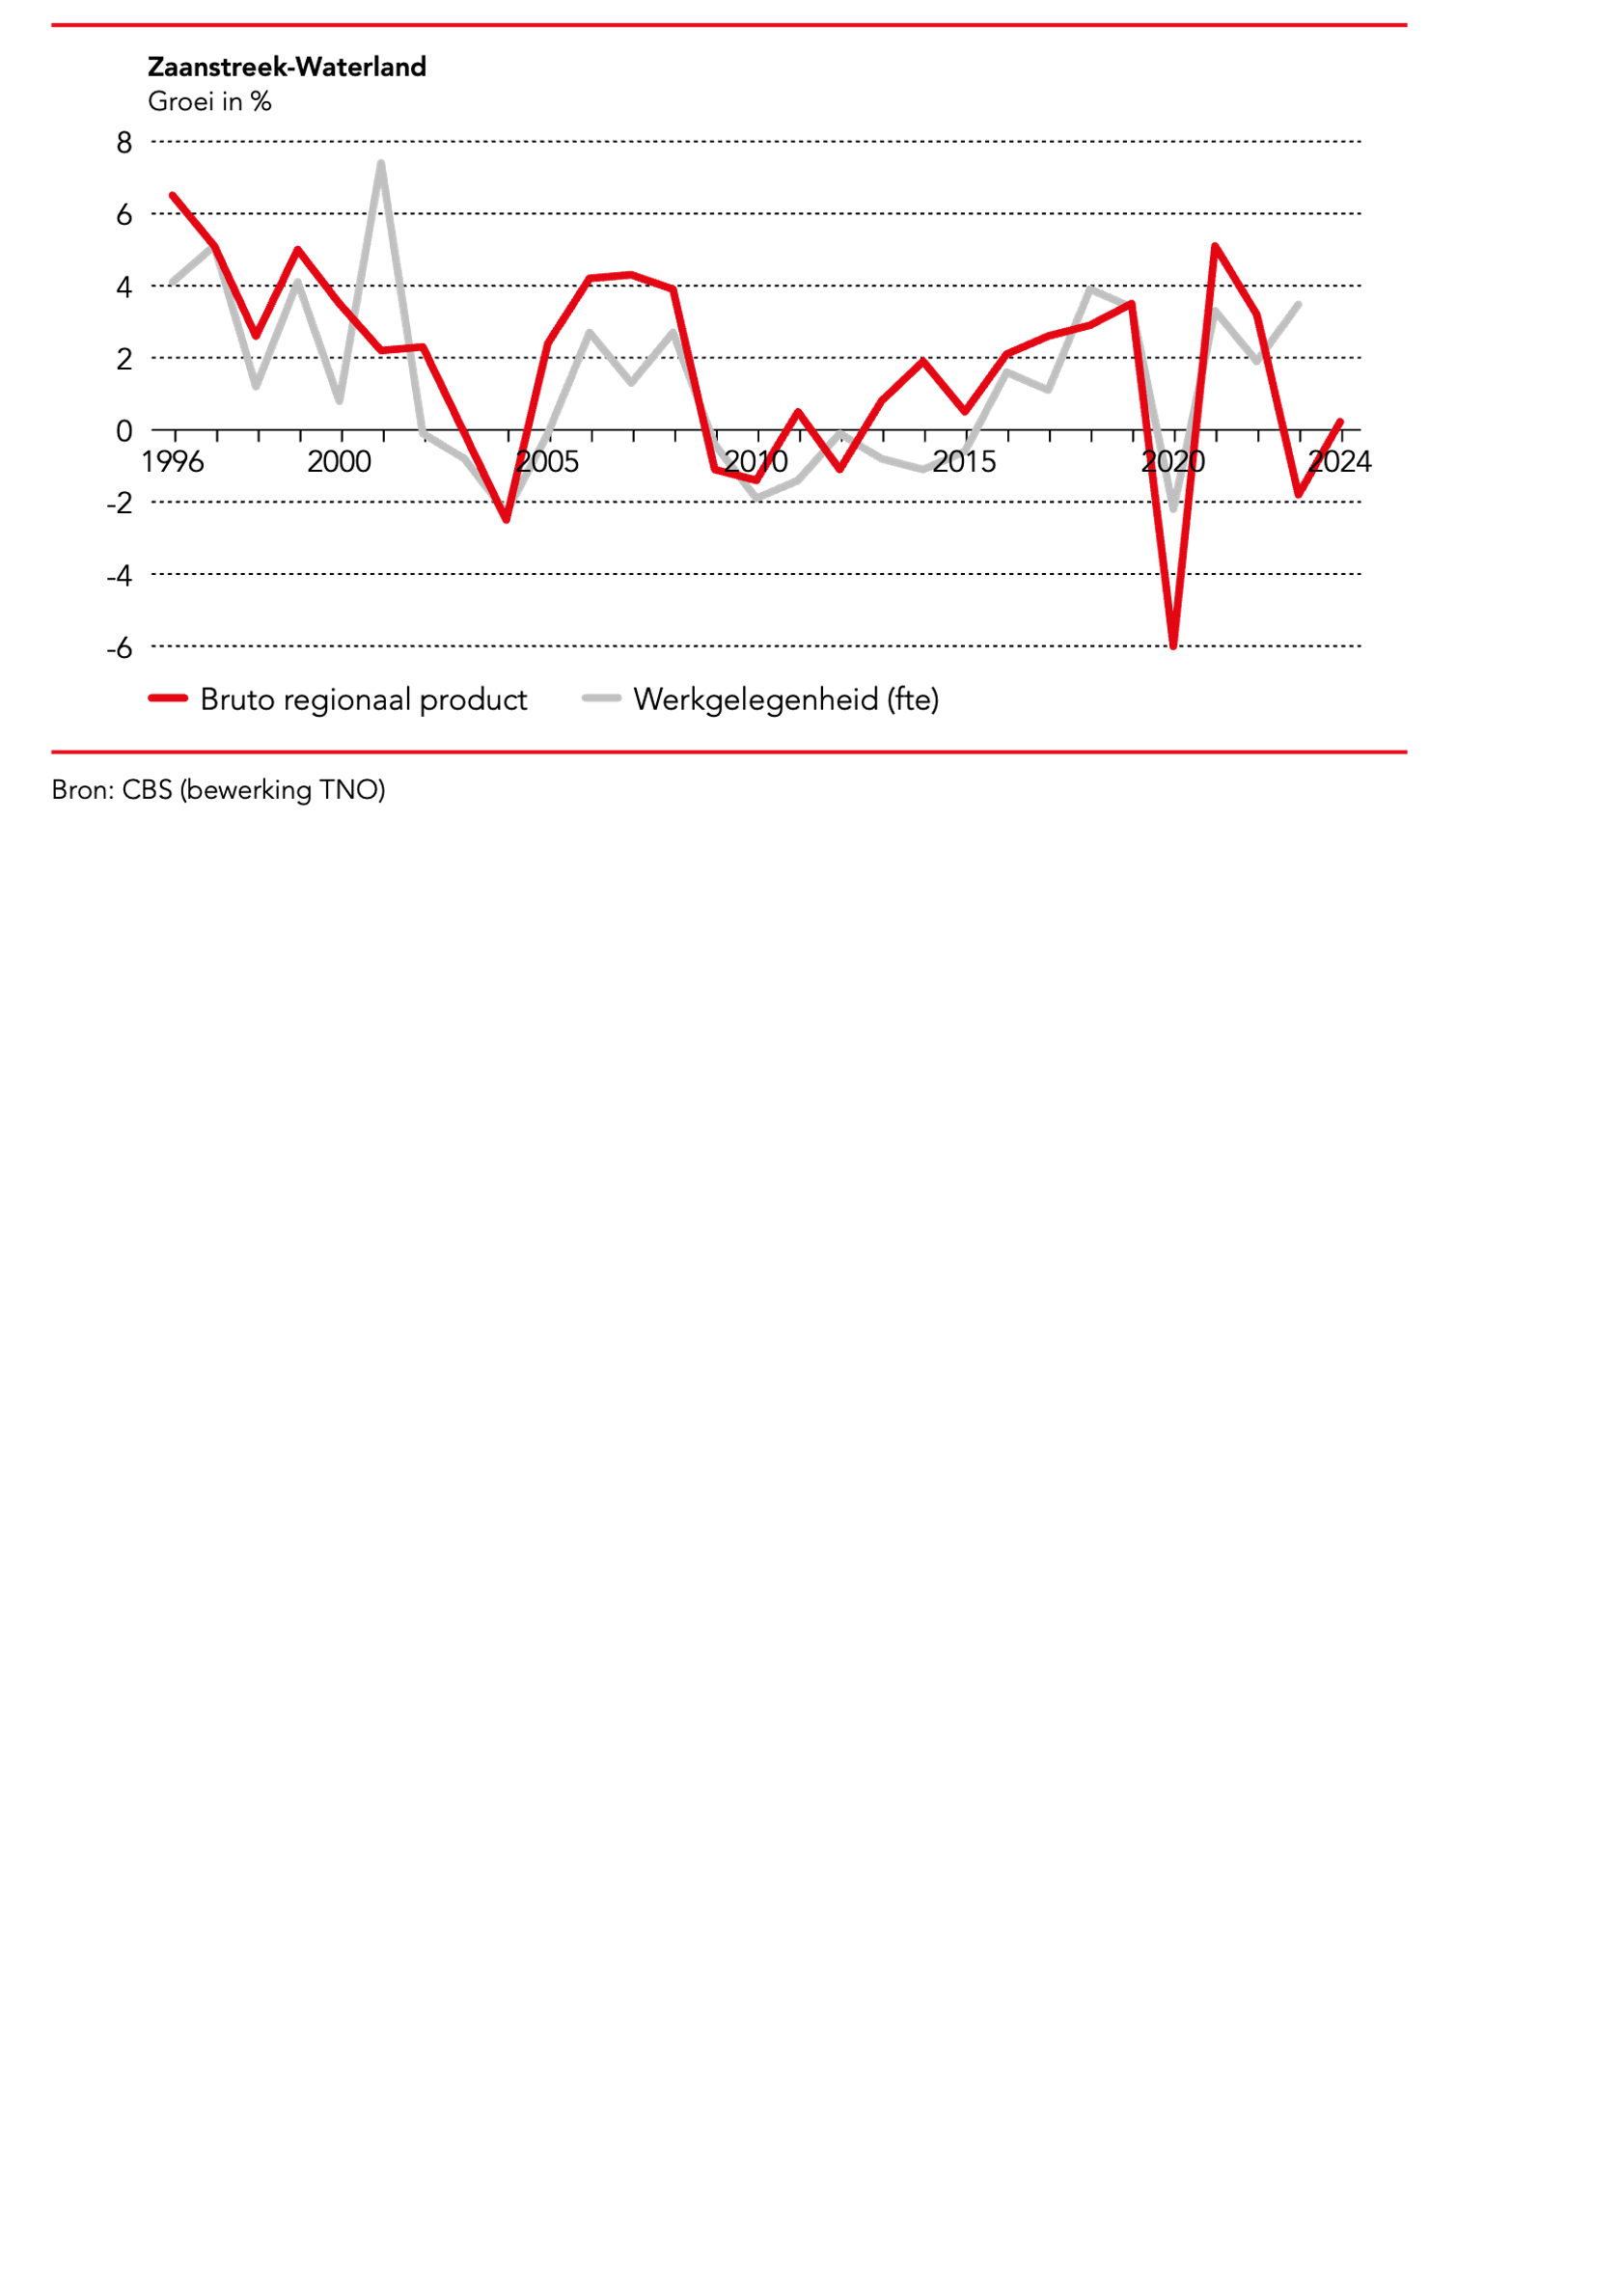 Zaanstreek-Waterland
Groei in %
8
6
4
2
0
1996 2000 2005 2010 2015 2020 2024
-2
-4
-6
Bruto regionaal product Werkgelegenheid (fte)
Bron: CBS (bewerking TNO)